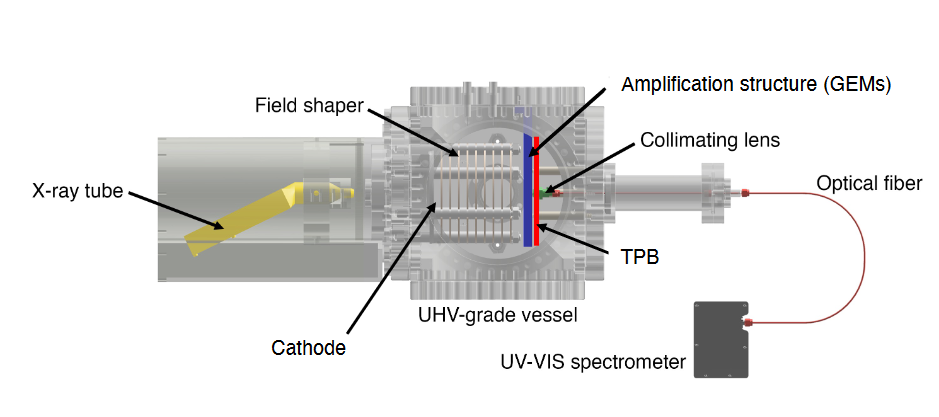 Amplification structure (GEMs)
Field shaper
Collimating lens
X-ray tube
Optical fiber
TPB
UHV-grade vessel
Cathode
UV-VIS spectrometer